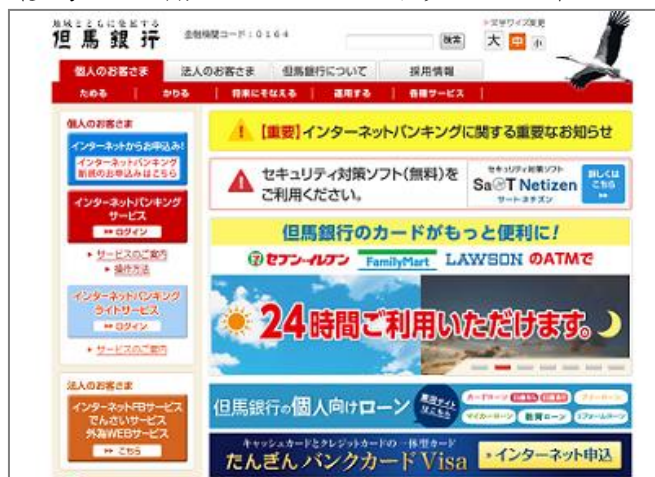 地域とともに発展する
但馬銀行
金融機関コード:0164
検索
文字サイズ変更
大 中 小
個人のお客さま 法人のお客さま 但馬銀行について 採用情報
ためる かりる 将来にそなえる 運用する 各種サービス
個人のお客さま
インターネットからお申込み!
インターネットバンキング
新規のお申込みはこちら
インターネットバンキング
サービス
ログイン
サービスのご案内
操作方法
インターネットバンキング
ライトサービス
ログイン
サービスのご案内
法人のお客さま
インターネットFBサービス
でんさいサービス
外為WEBサービス
こちら
【重要】インターネットバンキングに関する重要なお知らせ
セキュリティ対策ソフト(無料)を
ご利用ください。
セキュリティ対策ソフト
SaAT Netizen
サート・ネチズン
詳しくは
こちら
但馬銀行のカードがもっと便利に!
セブン-イレブン FamilyMart LAWSON のATMで
24時間ご利用いただけます。
但馬銀行の個人向けローン
専用サイト
はこちら
カードローン
フリーローン
マイカーローン 教育ローン リフォームローン
キャッシュカードとクレジットカードの一体型カード
たんぎん バンクカード Visa
インターネット申込